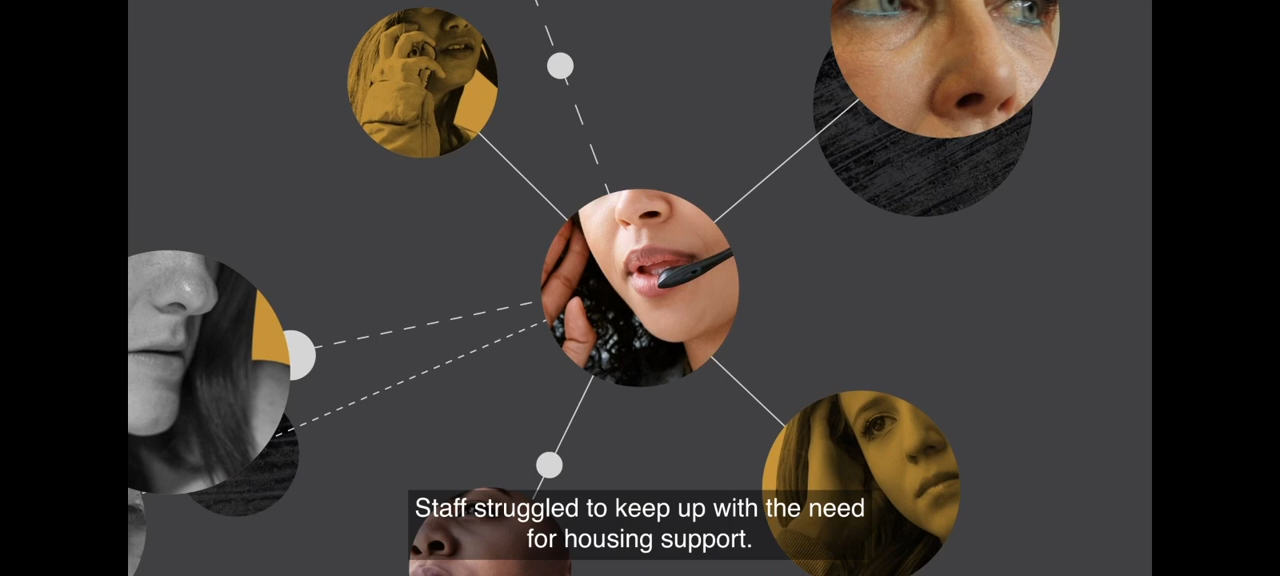 Staff struggled to keep up with the need
for housing support.